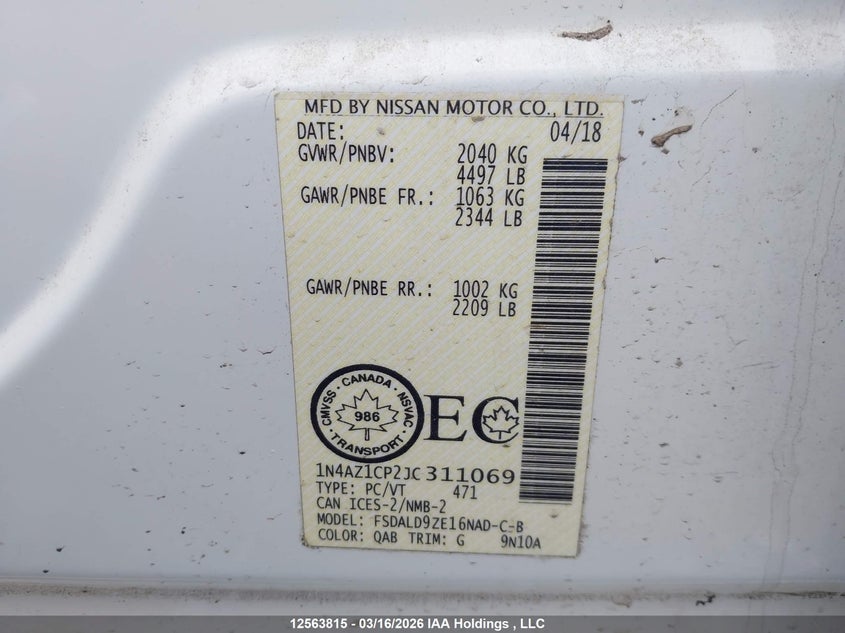 MFD BY NISSAN MOTOR CO., LTD.
DATE: 04/18
GVWR/PNBV: 2040 KG
4497 LB
GAWR/PNBE FR.: 1063 KG
2344 LB
GAWR/PNBE RR.: 1002 KG
2209 LB
CANADA
CMVSS NSVAC
986
TRANSPORT
EC
1N4AZ1CP2JC311069
TYPE: PC/VT 471
CAN ICES-2/NMB-2
MODEL: FSDALD9ZE16NAD-C-B
COLOR: QAB TRIM: G 9N10A
12563815 - 03/16/2026 IAA Holdings , LLC